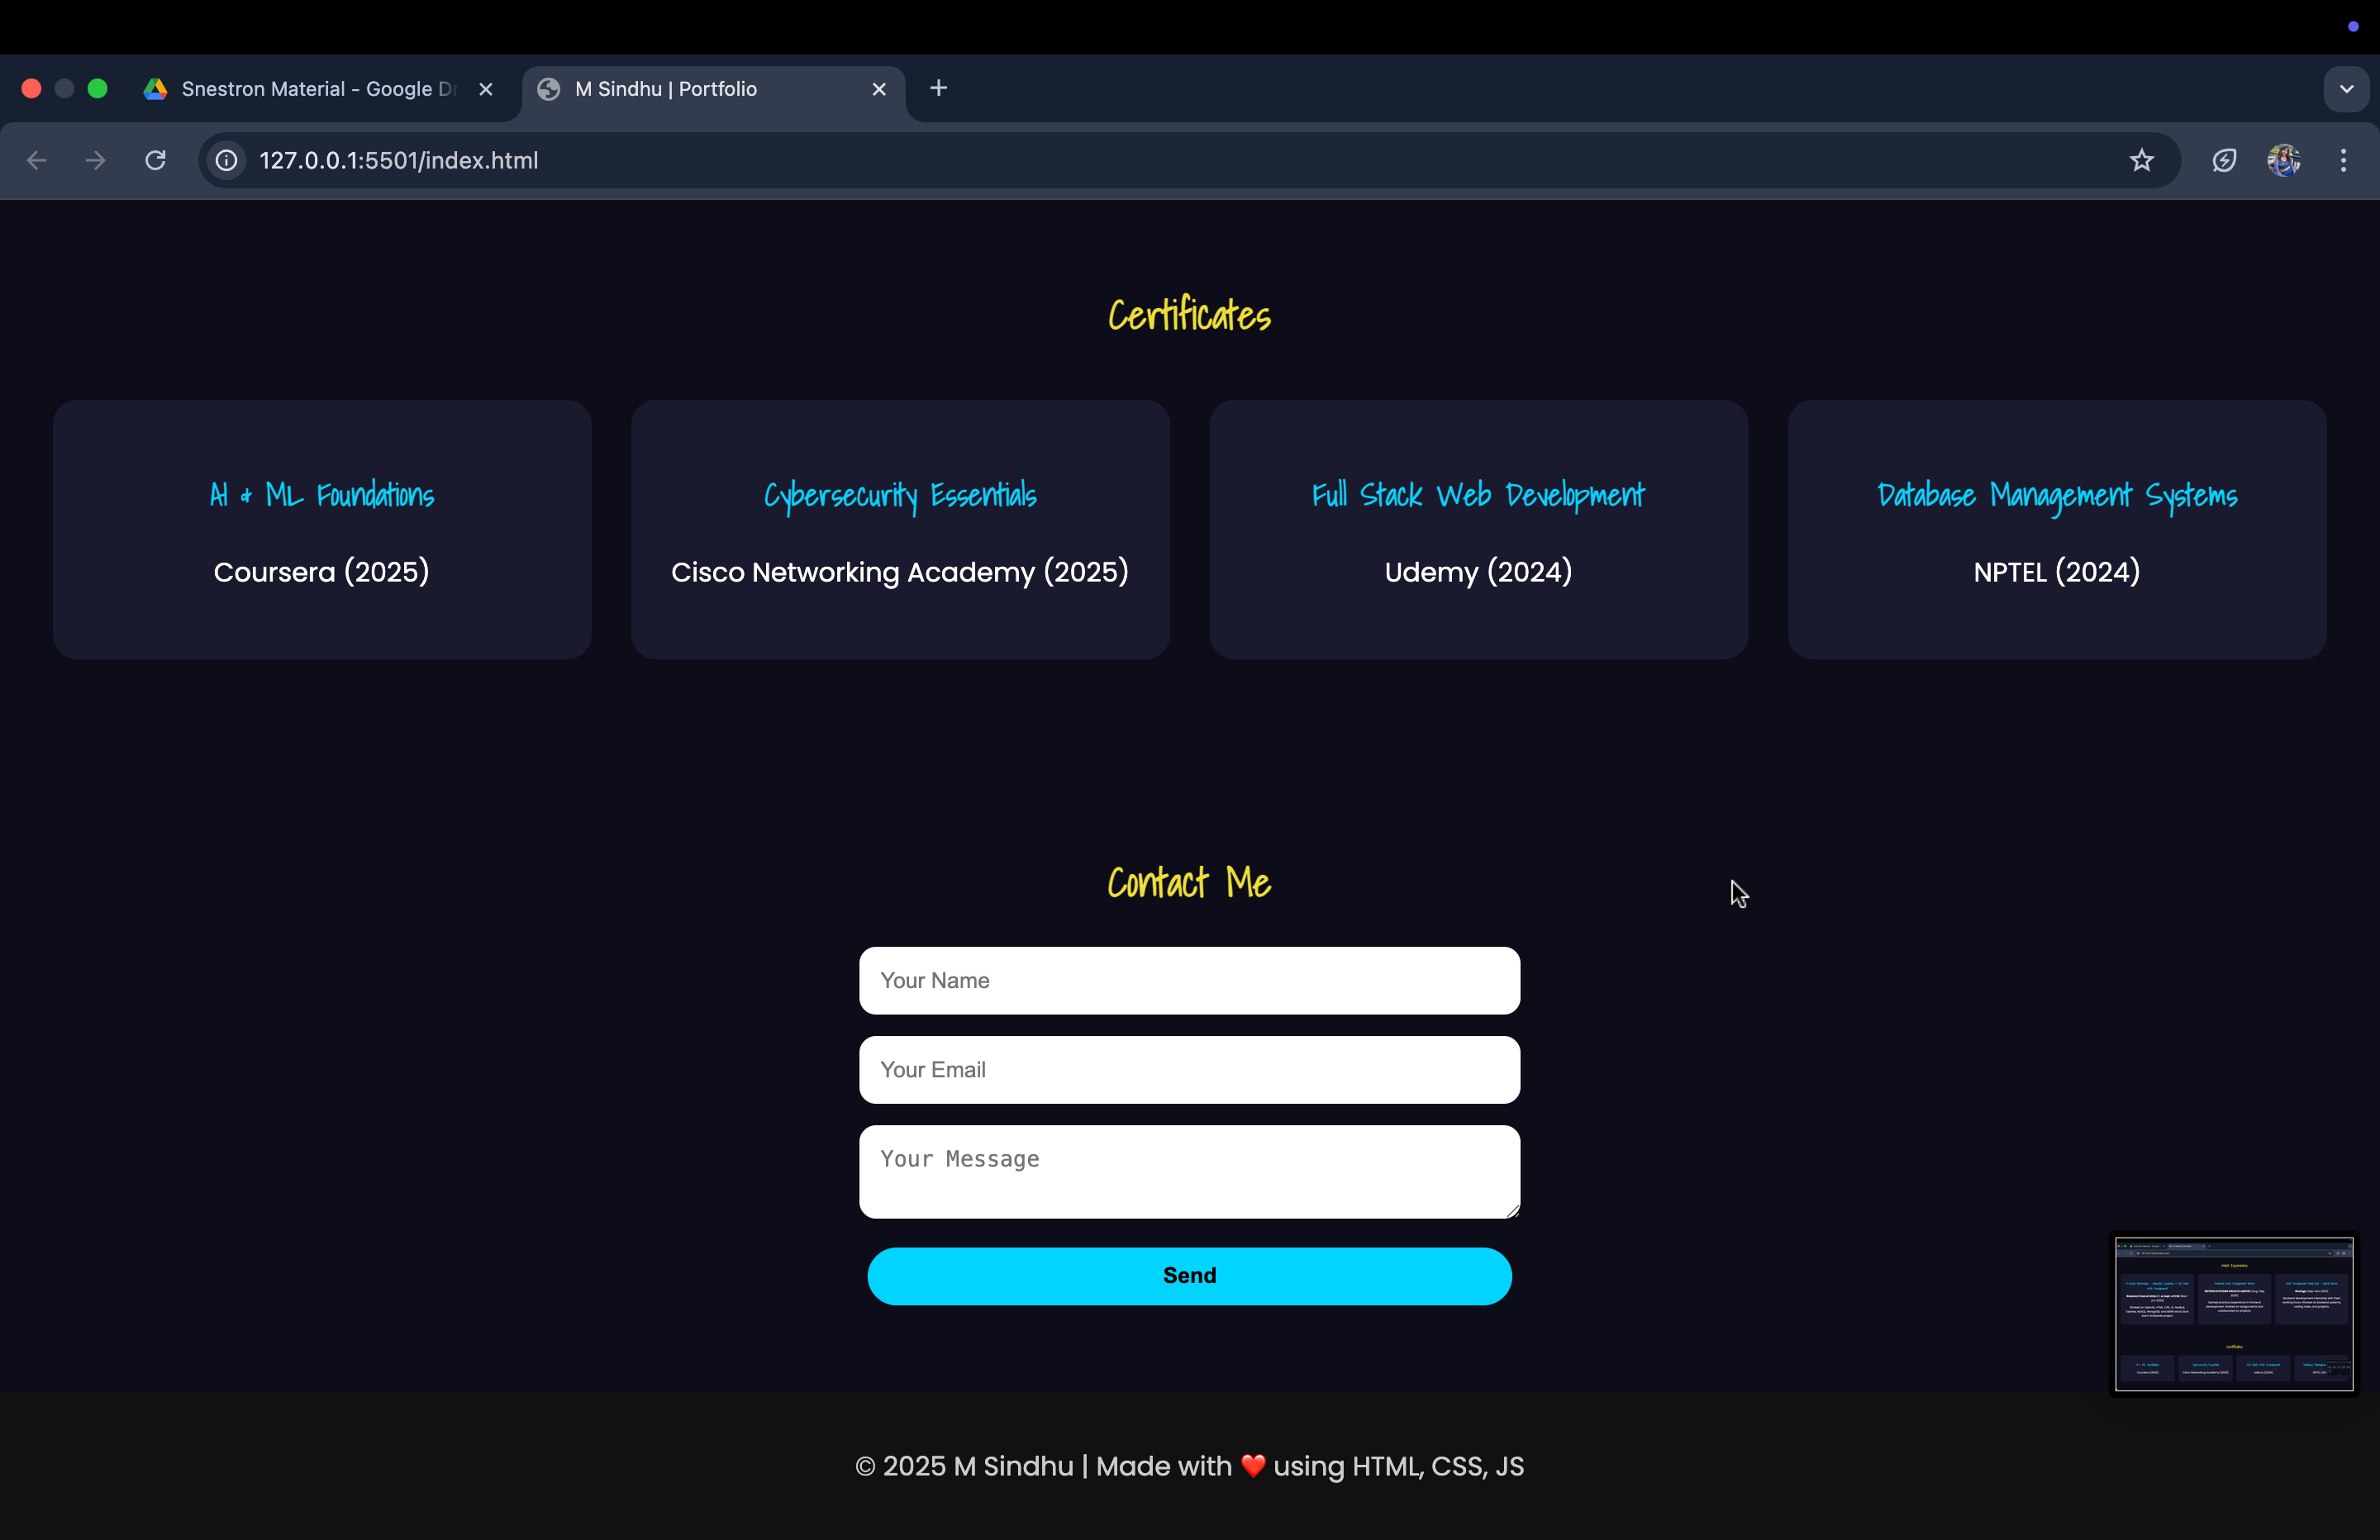 Snestron Material - Google Dr
M Sindhu | Portfolio
127.0.0.1:5501/index.html
Certificates
AI & ML Foundations
Coursera (2025)
Cybersecurity Essentials
Cisco Networking Academy (2025)
Full Stack Web Development
Udemy (2024)
Database Management Systems
NPTEL (2024)
Contact Me
Your Name
Your Email
Your Message
Send
© 2025 M Sindhu | Made with ❤️ using HTML, CSS, JS